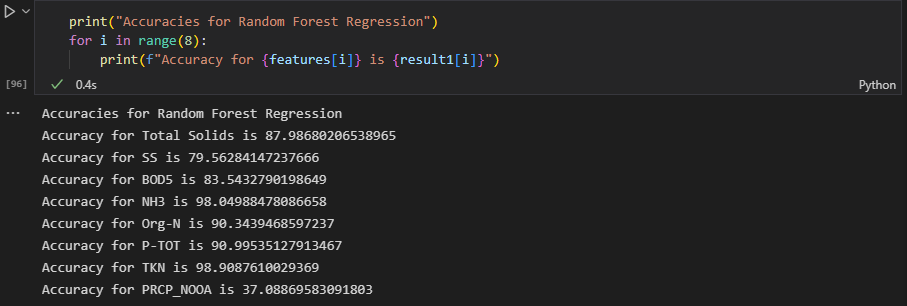 print("Accuracies for Random Forest Regression")
for i in range(8):
    print(f"Accuracy for {features[i]} is {result1[i]}")
[96] ✓ 0.4s Python
... Accuracies for Random Forest Regression
Accuracy for Total Solids is 87.98680206538965
Accuracy for SS is 79.56284147237666
Accuracy for BOD5 is 83.5432790198649
Accuracy for NH3 is 98.04988478086658
Accuracy for Org-N is 90.3439468597237
Accuracy for P-TOT is 90.99535127913467
Accuracy for TKN is 98.9087610029369
Accuracy for PRCP_NOOA is 37.08869583091803